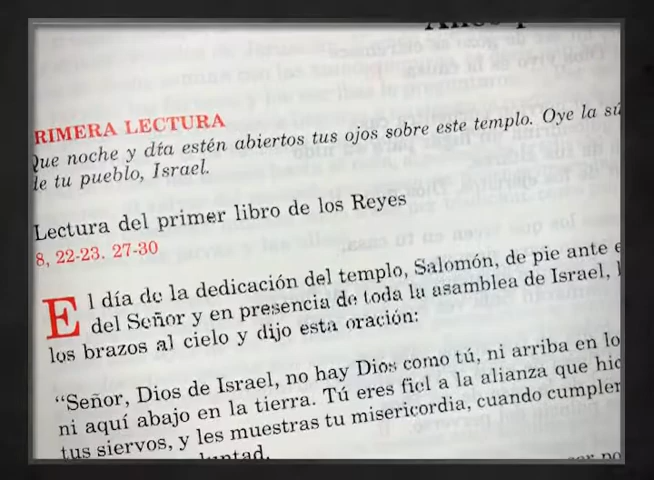 RIMERA LECTURA
Que noche y día estén abiertos tus ojos sobre este templo. Oye la sú
de tu pueblo, Israel.
Lectura del primer libro de los Reyes
8, 22-23. 27-30
El día de la dedicación del templo, Salomón, de pie ante e
del Señor y en presencia de toda la asamblea de Israel, l
los brazos al cielo y dijo esta oración:
“Señor, Dios de Israel, no hay Dios como tú, ni arriba en lo
ni aquí abajo en la tierra. Tú eres fiel a la alianza que hic
tus siervos, y les muestras tu misericordia, cuando cumplen
luntad.